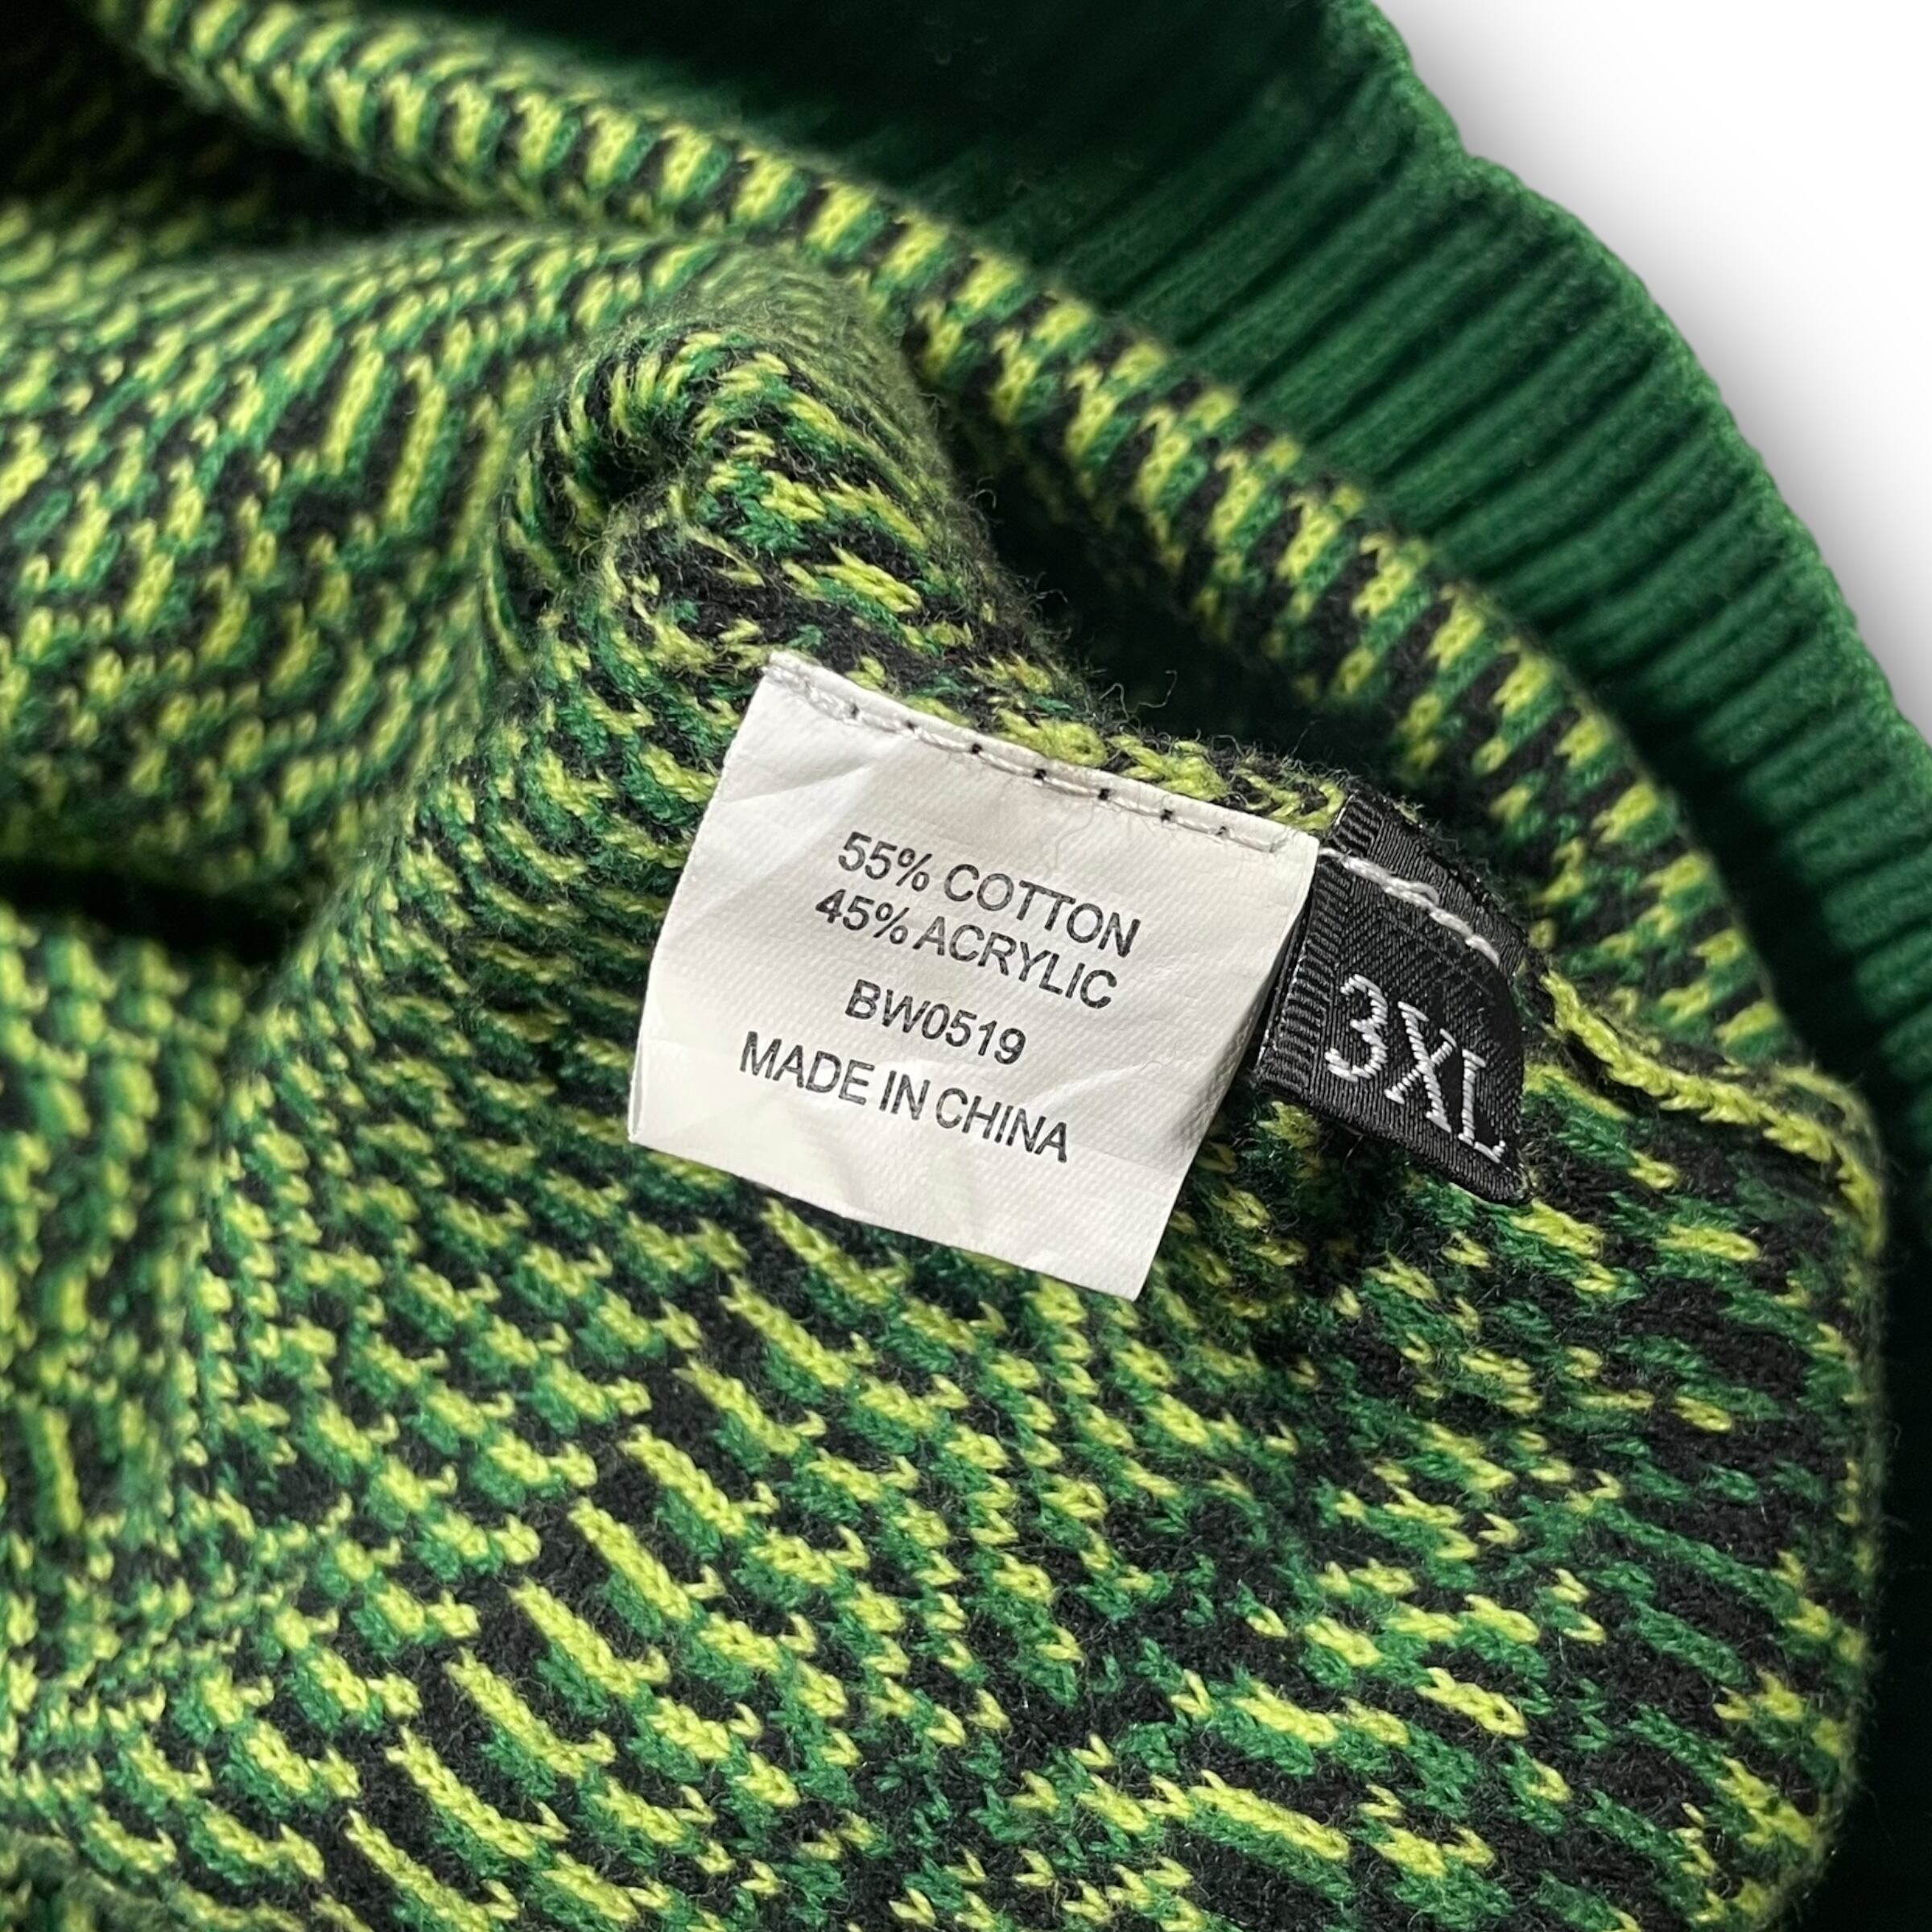 55% COTTON
45% ACRYLIC
BW0519
MADE IN CHINA
3XL